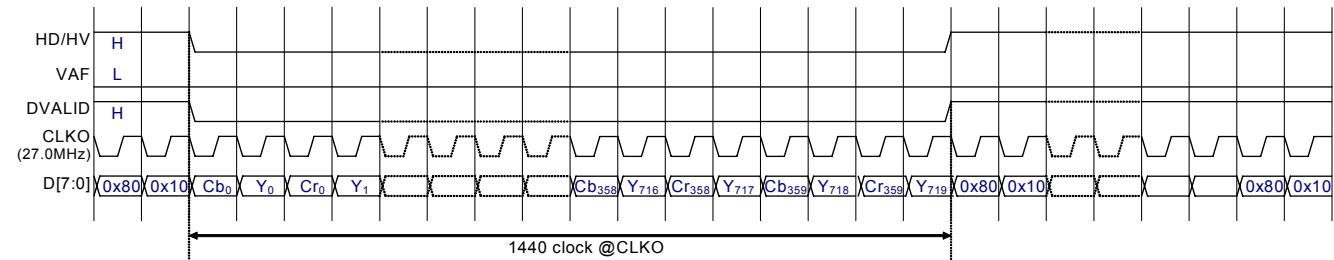 HD/HV H
VAF L
DVALID H
CLKO
(27.0MHz)
D[7:0] 0x80 0x10 Cb₀ Y₀ Cr₀ Y₁ Cb₃₅₈ Y₇₁₆ Cr₃₅₈ Y₇₁₇ Cb₃₅₉ Y₇₁₈ Cr₃₅₉ Y₇₁₉ 0x80 0x10 0x80 0x10
1440 clock @CLKO